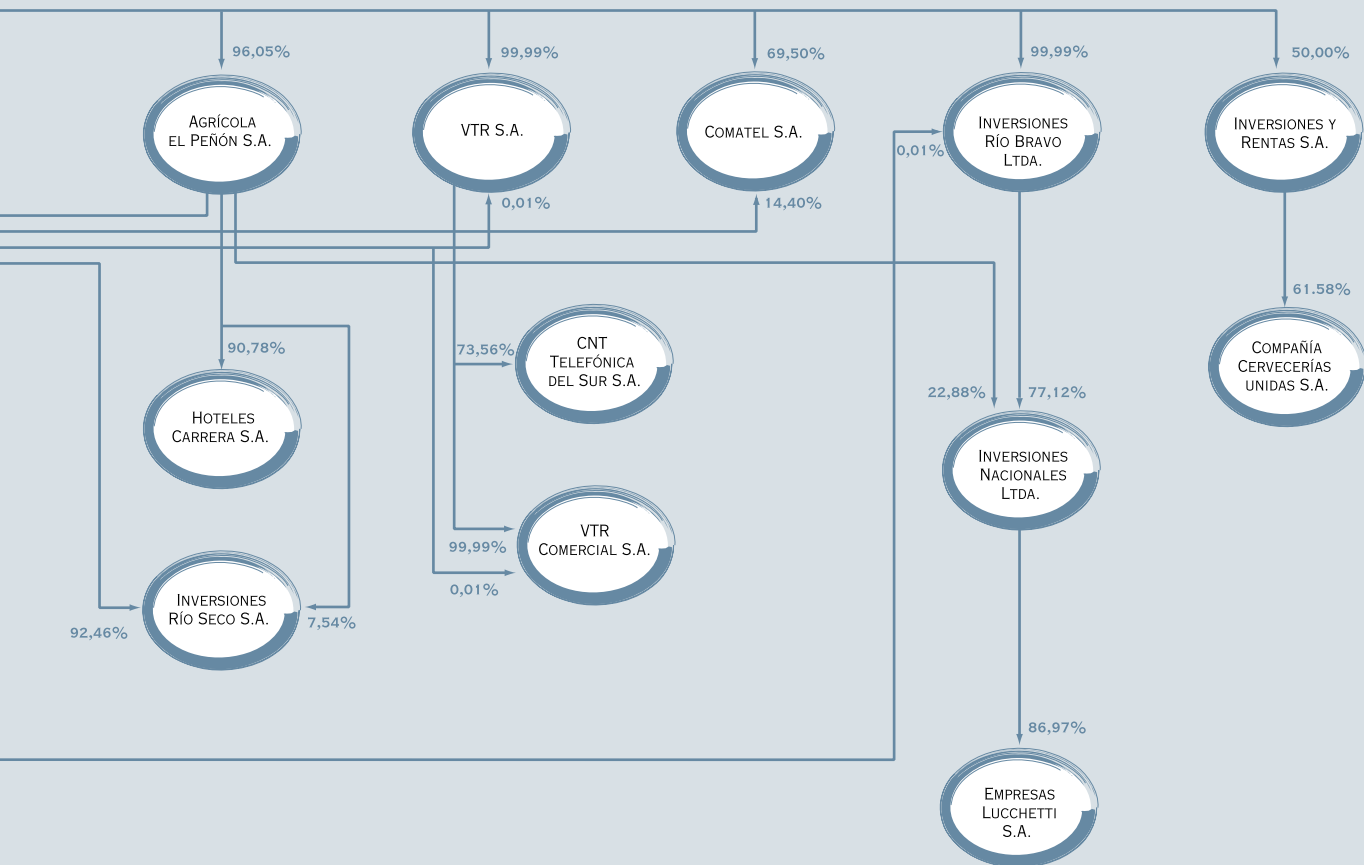 96,05%
99,99%
69,50%
99,99%
50,00%
AGRÍCOLA
EL PEÑÓN S.A.
VTR S.A.
COMATEL S.A.
INVERSIONES
RÍO BRAVO
LTDA.
INVERSIONES Y
RENTAS S.A.
0,01%
0,01%
14,40%
61.58%
90,78%
73,56%
CNT
TELEFÓNICA
DEL SUR S.A.
COMPAÑÍA
CERVECERÍAS
UNIDAS S.A.
22,88%
77,12%
HOTELES
CARRERA S.A.
INVERSIONES
NACIONALES
LTDA.
VTR
COMERCIAL S.A.
99,99%
0,01%
INVERSIONES
RÍO SECO S.A.
92,46%
7,54%
86,97%
EMPRESAS
LUCCHETTI
S.A.